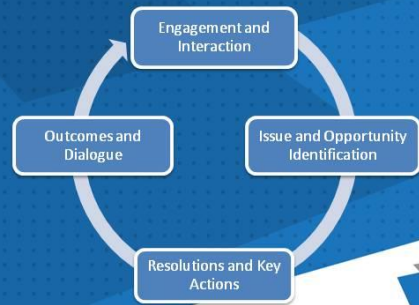 Engagement and
Interaction
Issue and Opportunity
Identification
Resolutions and Key
Actions
Outcomes and
Dialogue